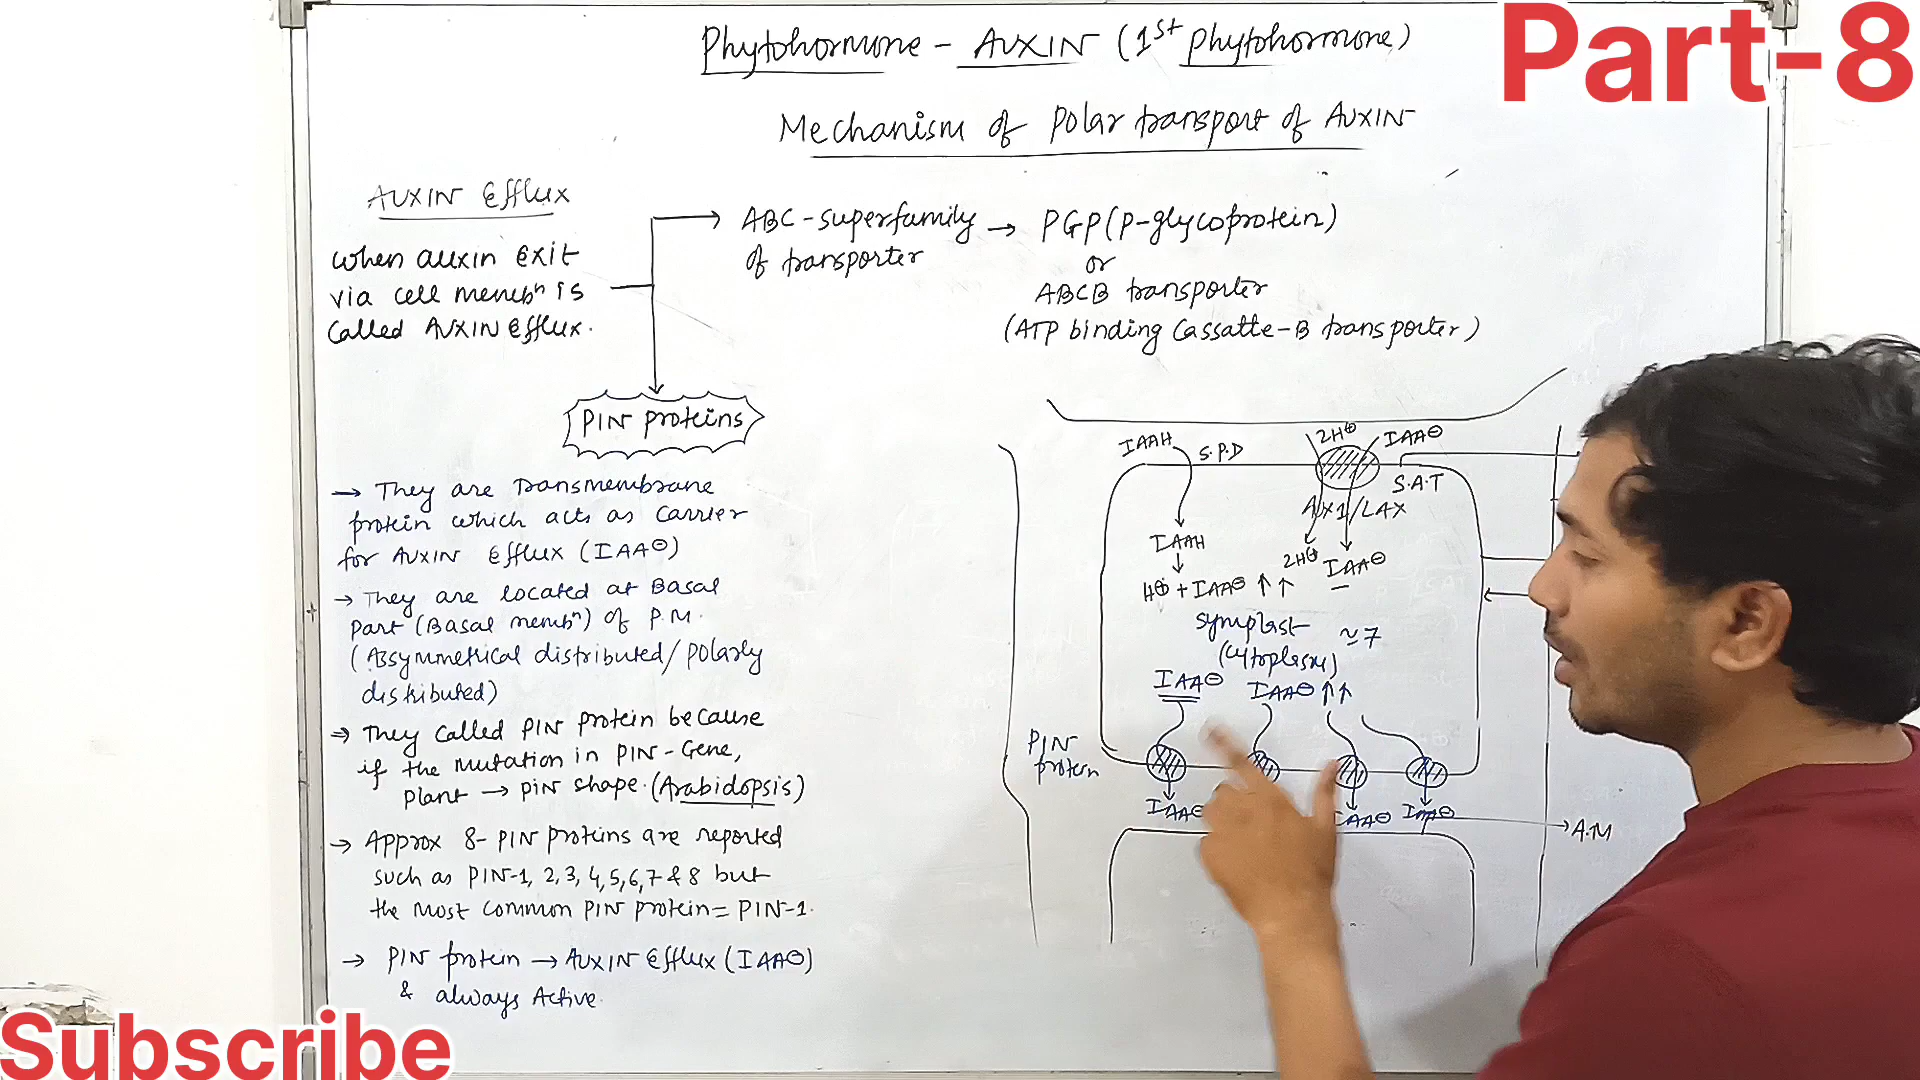 Phytohormone - AUXIN (1st phytohormone)
Part-8
Mechanism of polar transport of AUXIN
AUXIN Efflux
when auxin exit
via cell membn is
called AUXIN Efflux.
ABC-superfamily
of transporter
→ PGP (P-glycoprotein)
or
ABCB transporter
(ATP binding Cassatte-B transporter)
PIN proteins
→ They are Transmembrane
protein which acts as carrier
for AUXIN Efflux (IAA⊖)
→ They are located at Basal
part (Basal membn) of P.M.
(Assymmetrical distributed/polarly
distributed)
⇒ They called PIN protein because
if the mutation in PIN-Gene,
plant → pin shape. (Arabidopsis)
→ Approx 8- PIN proteins are reported
such as PIN-1, 2, 3, 4, 5, 6, 7 & 8 but
the most common PIN protein = PIN-1.
→ PIN protein → AUXIN Efflux (IAA⊖)
& always Active.
IAAH
S.P.D
2H⊕
IAA⊖
S.A.T
AUX1/LAX
IAAH
↓
H⊕ + IAA⊖ ↑↑
2H⊕
IAA⊖
symplast
(cytoplasm)
≃7
IAA⊖
IAA⊖ ↑↑
PIN
protein
IAA⊖
IAA⊖
IAA⊖
→ A.M
Subscribe